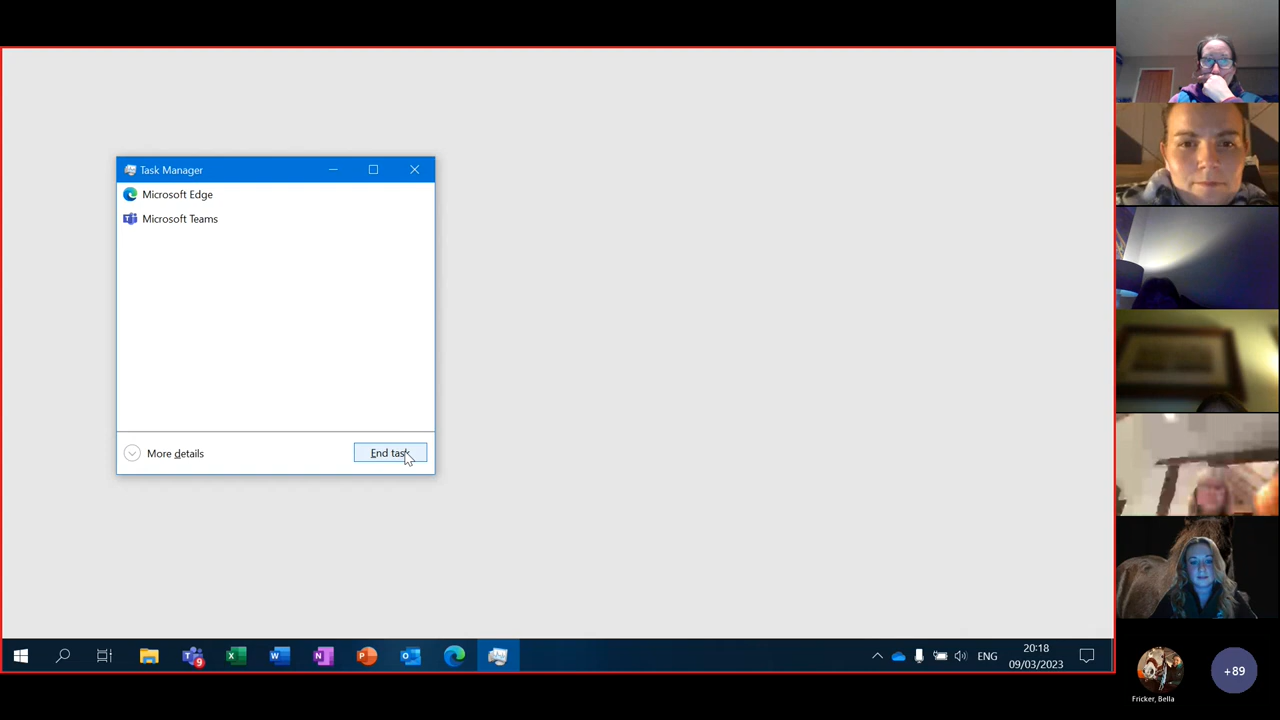 Task Manager
Microsoft Edge
Microsoft Teams
More details
End task
9
ENG
20:18
09/03/2023
Fricker, Bella
+89